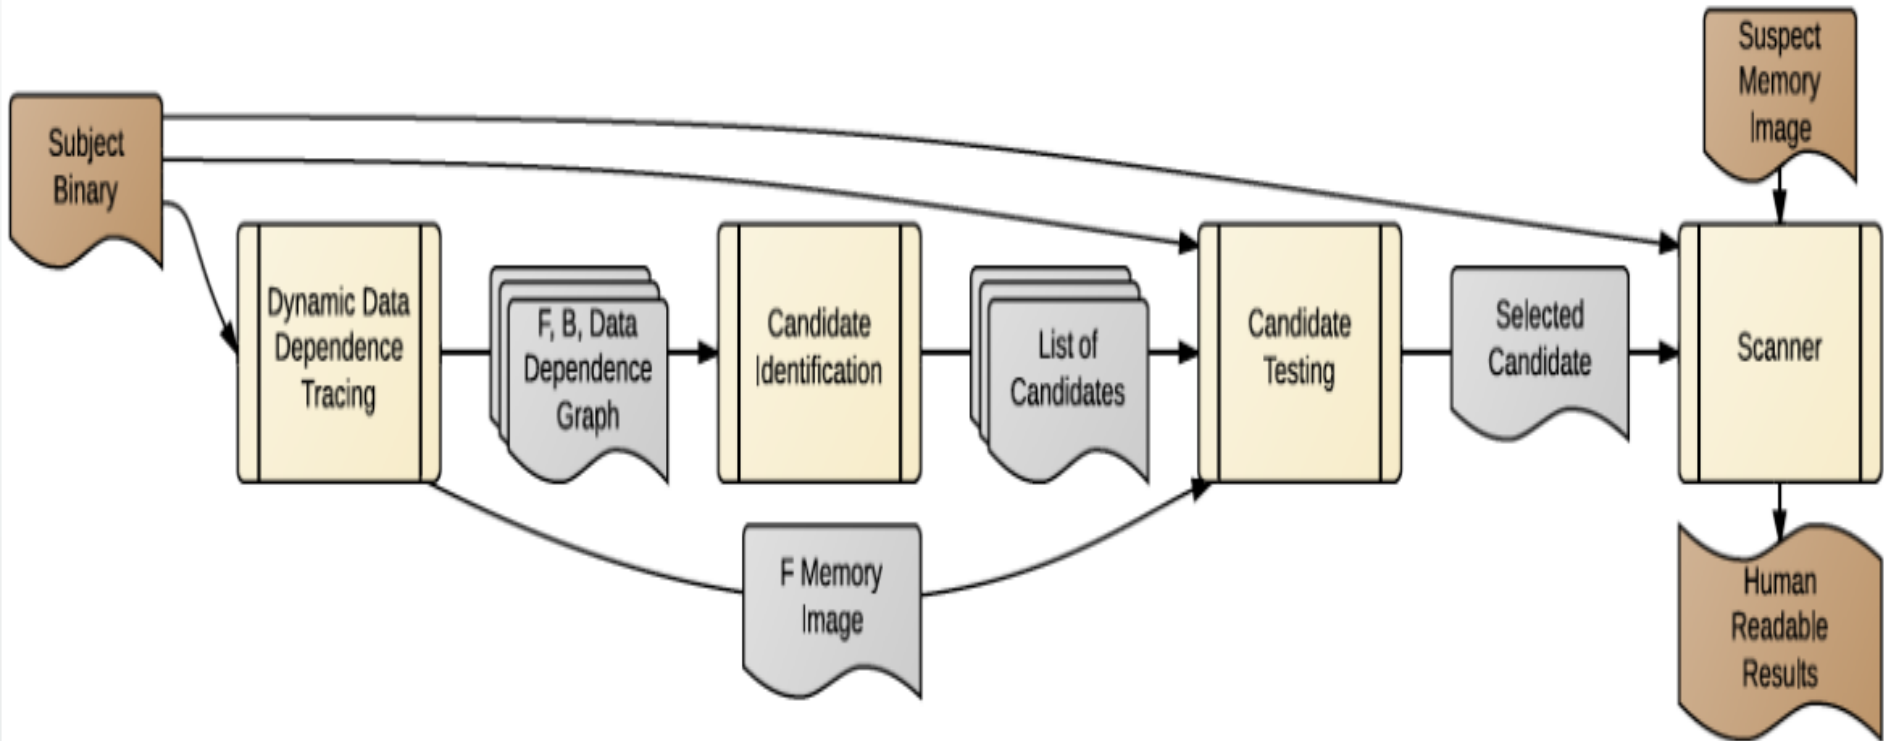 Subject
Binary
Dynamic Data
Dependence
Tracing
F, B, Data
Dependence
Graph
Candidate
Identification
List of
Candidates
Candidate
Testing
Selected
Candidate
Suspect
Memory
Image
Scanner
F Memory
Image
Human
Readable
Results